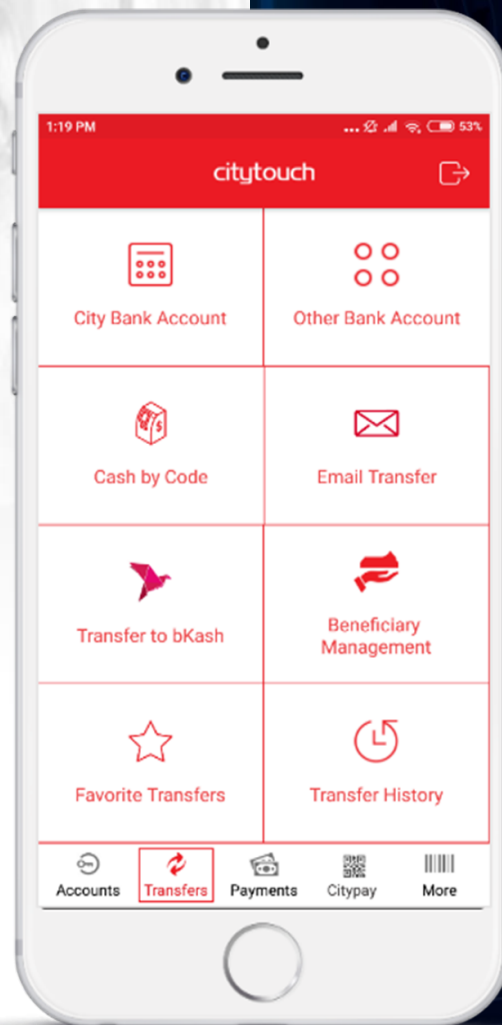 1:19 PM
53%
citytouch
City Bank Account
Other Bank Account
Cash by Code
Email Transfer
Transfer to bKash
Beneficiary
Management
Favorite Transfers
Transfer History
Accounts
Transfers
Payments
Citypay
More